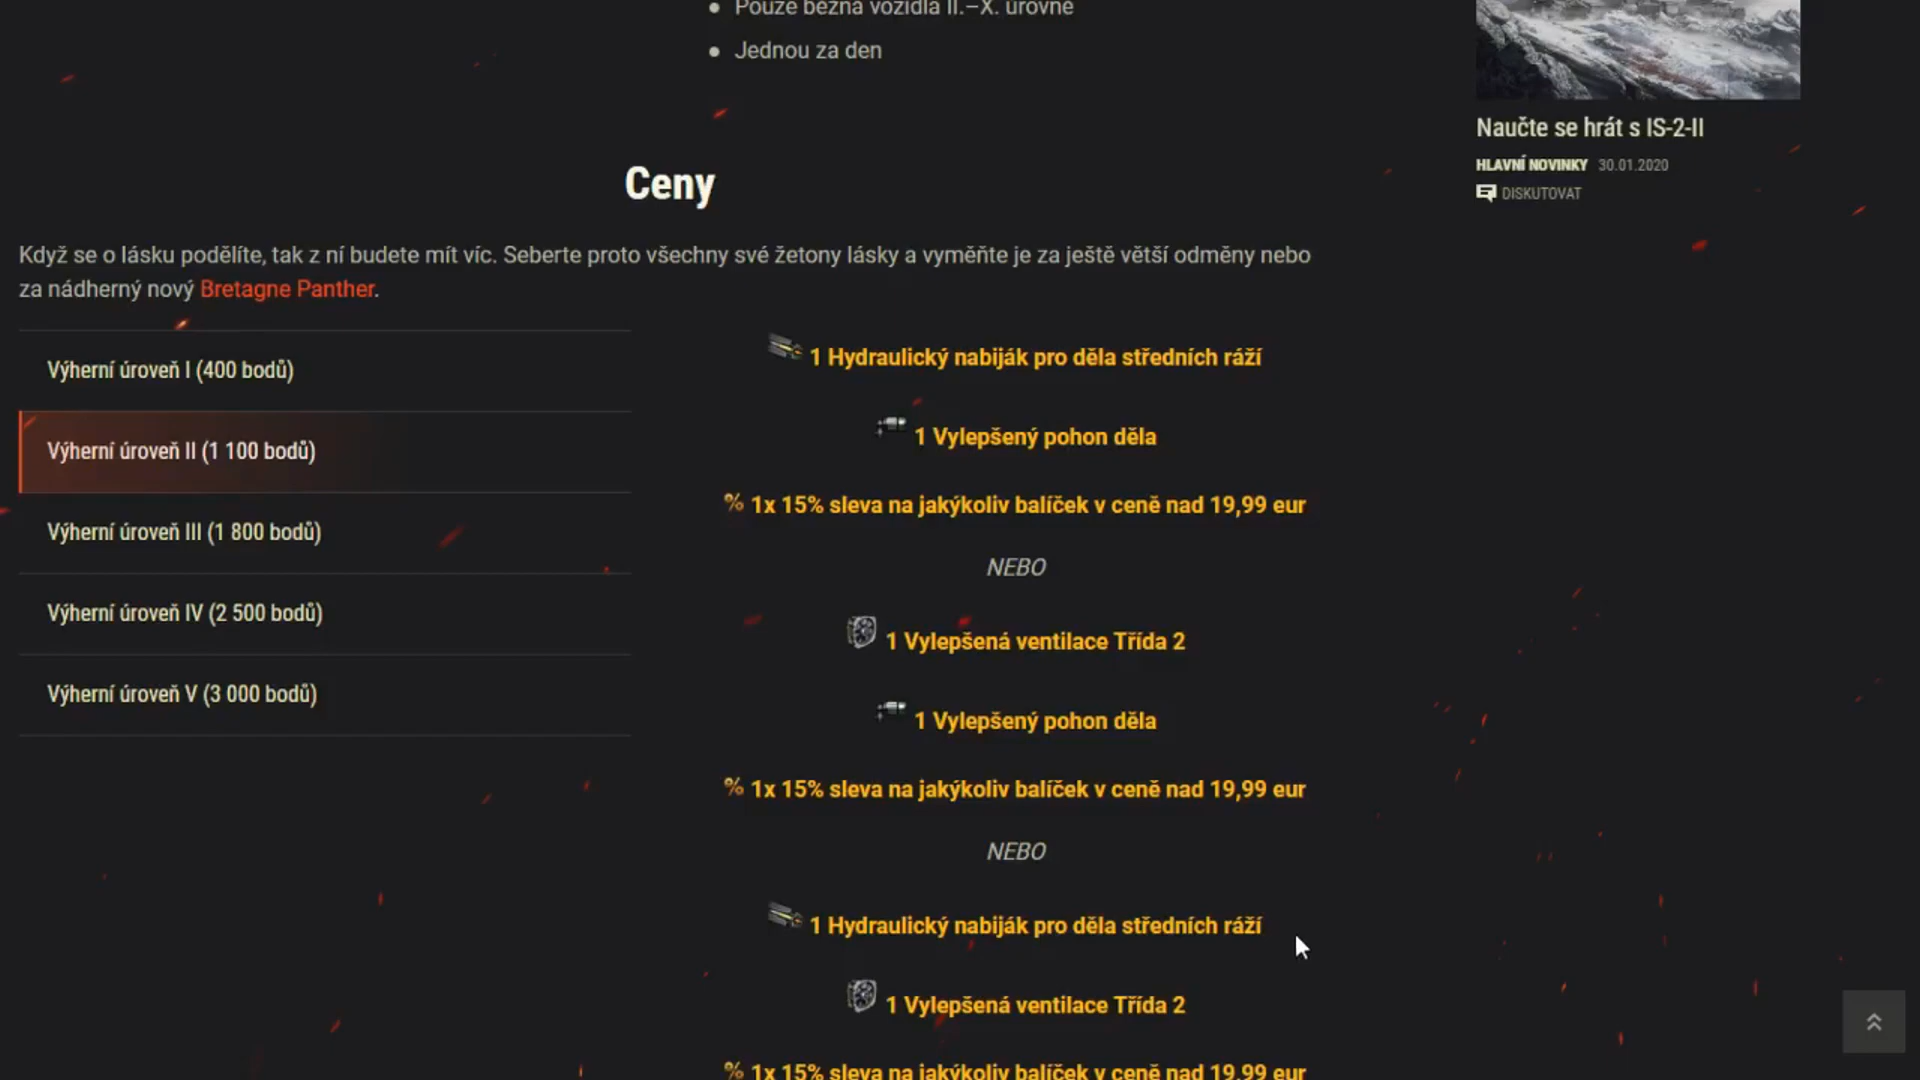 Pouze běžná vozidla II.–X. úrovně
Jednou za den
Naučte se hrát s IS-2-II
HLAVNÍ NOVINKY 30.01.2020
DISKUTOVAT
Ceny
Když se o lásku podělíte, tak z ní budete mít víc. Seberte proto všechny své žetony lásky a vyměňte je za ještě větší odměny nebo
za nádherný nový Bretagne Panther.
Výherní úroveň I (400 bodů)
Výherní úroveň II (1 100 bodů)
Výherní úroveň III (1 800 bodů)
Výherní úroveň IV (2 500 bodů)
Výherní úroveň V (3 000 bodů)
1 Hydraulický nabiják pro děla středních ráží
1 Vylepšený pohon děla
% 1x 15% sleva na jakýkoliv balíček v ceně nad 19,99 eur
NEBO
1 Vylepšená ventilace Třída 2
1 Vylepšený pohon děla
% 1x 15% sleva na jakýkoliv balíček v ceně nad 19,99 eur
NEBO
1 Hydraulický nabiják pro děla středních ráží
1 Vylepšená ventilace Třída 2
% 1x 15% sleva na jakýkoliv balíček v ceně nad 19,99 eur